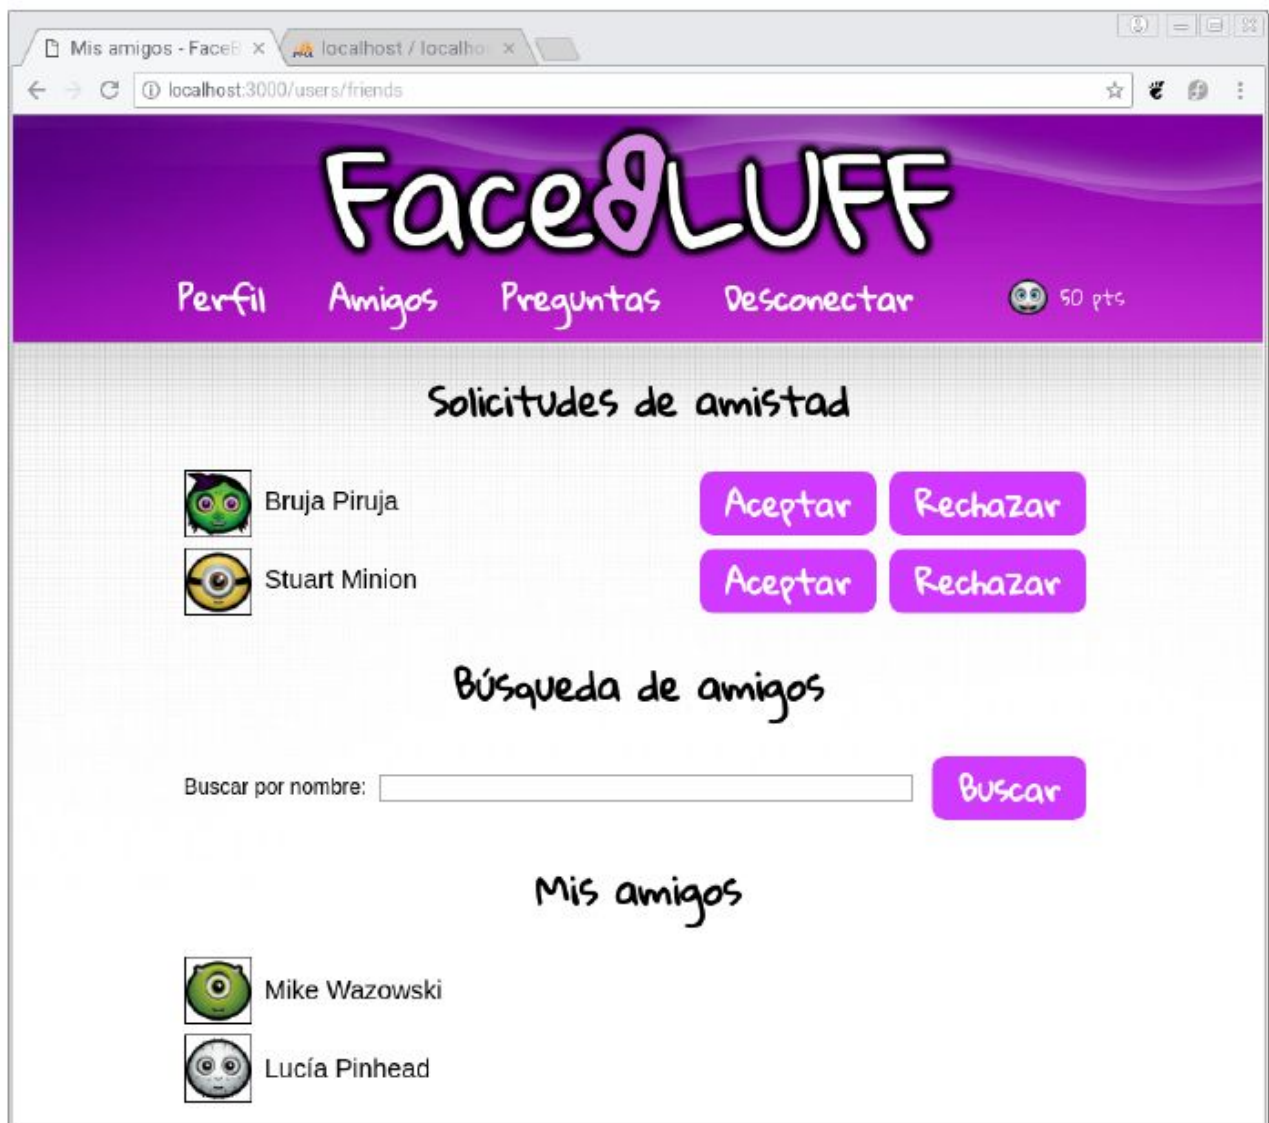 Mis amigos - FaceB
localhost / localhos
localhost:3000/users/friends
FaceBLUFF
Perfil Amigos Preguntas Desconectar 50 pts
Solicitudes de amistad
Bruja Piruja Aceptar Rechazar
Stuart Minion Aceptar Rechazar
Búsqueda de amigos
Buscar por nombre: Buscar
Mis amigos
Mike Wazowski
Lucía Pinhead